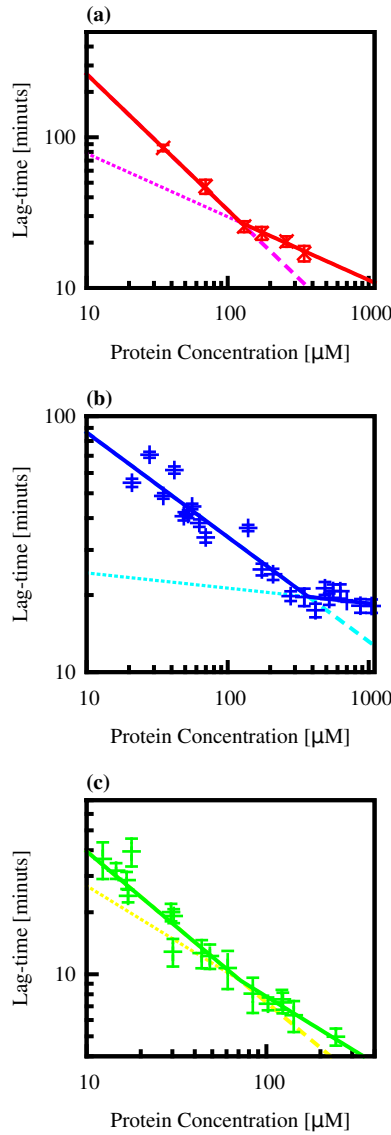 (a)
Lag-time [minuts]
100
10
10
100
1000
Protein Concentration [μM]
(b)
Lag-time [minuts]
100
10
10
100
1000
Protein Concentration [μM]
(c)
Lag-time [minuts]
10
10
100
Protein Concentration [μM]